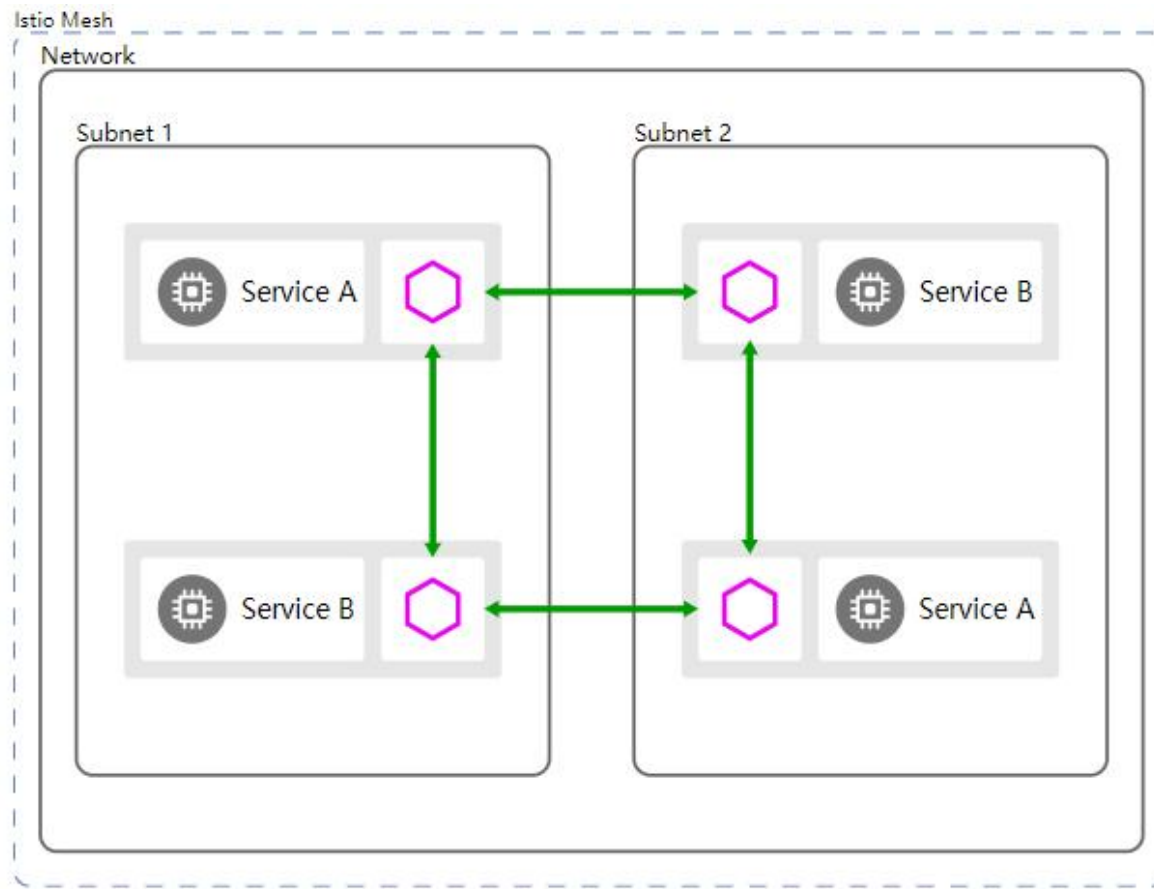 Istio Mesh
Network
Subnet 1
Subnet 2
Service A
Service B
Service B
Service A